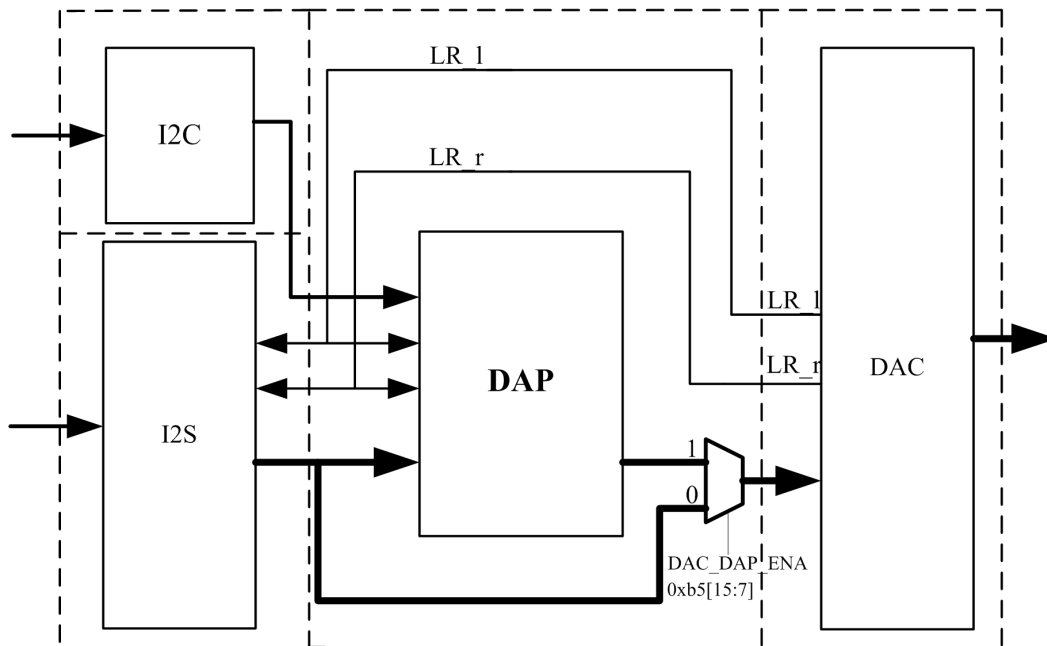 LR_l
I2C
LR_r
LR_l
LR_r
DAP
DAC
I2S
1
0
DAC_DAP_ENA
0xb5[15:7]